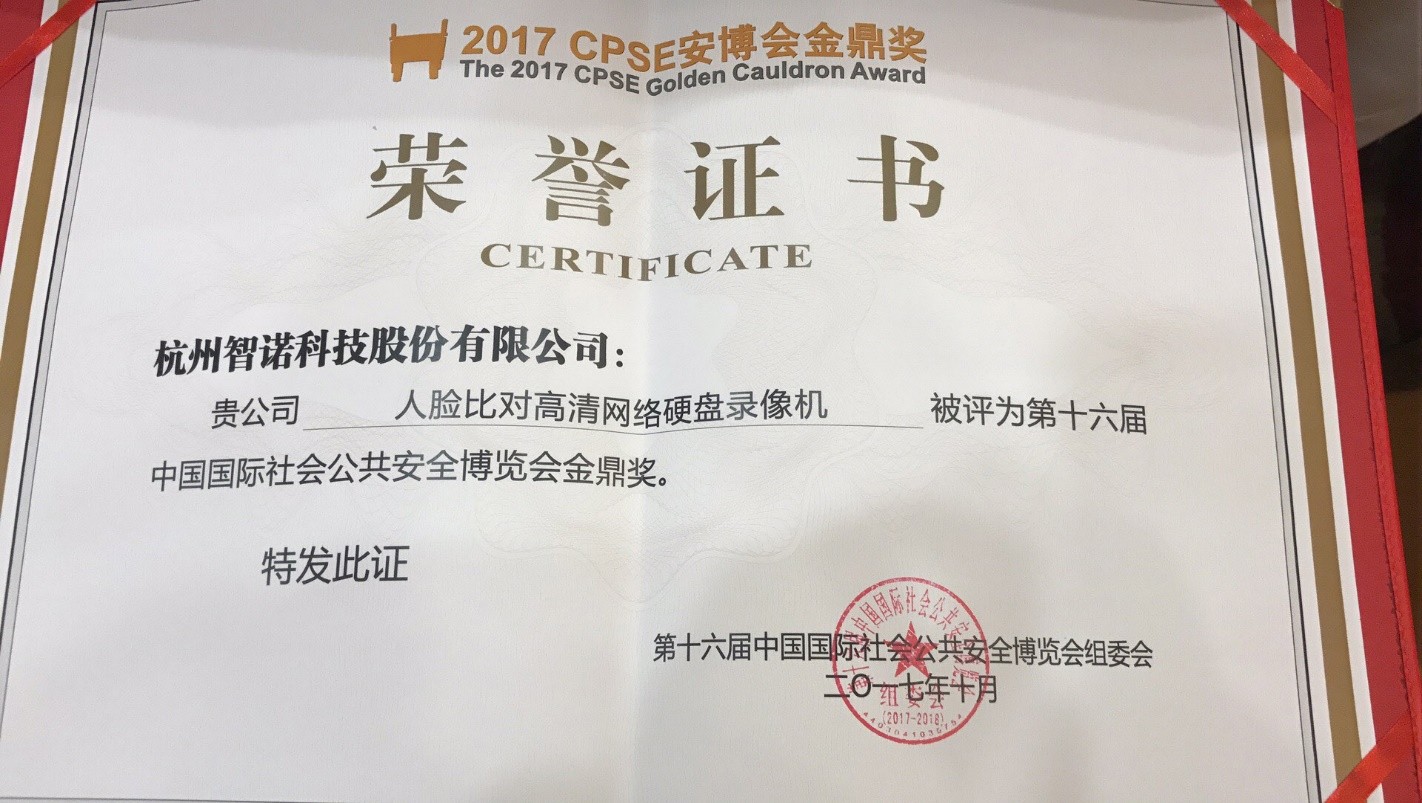 2017 CPSE安博会金鼎奖
The 2017 CPSE Golden Cauldron Award
荣誉证书
CERTIFICATE
杭州智诺科技股份有限公司：
贵公司 人脸比对高清网络硬盘录像机 被评为第十六届
中国国际社会公共安全博览会金鼎奖。
特发此证
第十六届中国国际社会公共安全博览会组委会
二〇一七年十月
组委会
(2017-2018)